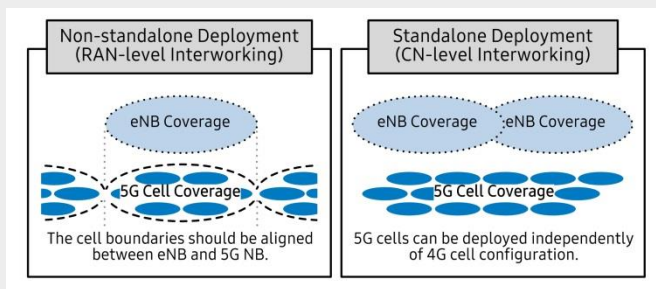 Non-standalone Deployment
(RAN-level Interworking)
eNB Coverage
5G Cell Coverage
The cell boundaries should be aligned
between eNB and 5G NB.
Standalone Deployment
(CN-level Interworking)
eNB Coverage
eNB Coverage
5G Cell Coverage
5G cells can be deployed independently
of 4G cell configuration.